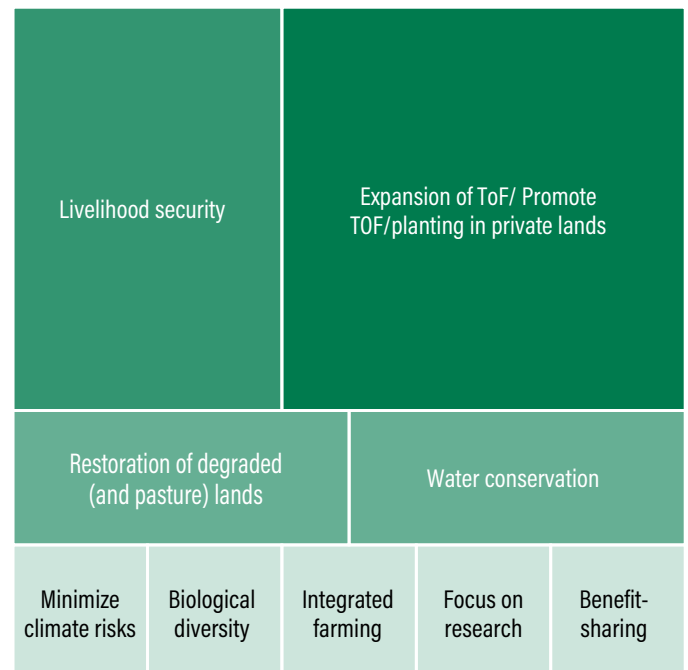 Livelihood security
Expansion of ToF/ Promote
TOF/planting in private lands
Restoration of degraded
(and pasture) lands
Water conservation
Minimize
climate risks
Biological
diversity
Integrated
farming
Focus on
research
Benefit-
sharing